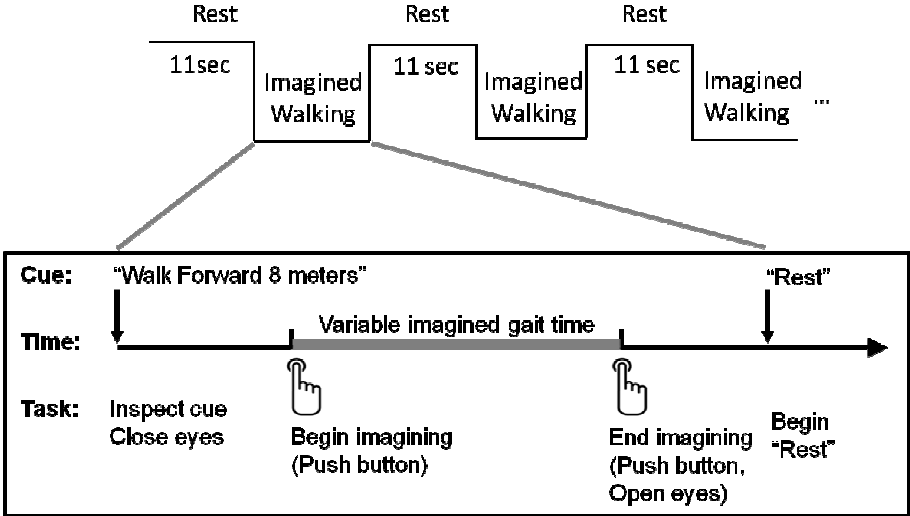 Rest Rest Rest
11sec 11 sec 11 sec
Imagined Imagined Imagined
Walking Walking Walking ...
Cue: "Walk Forward 8 meters" "Rest"
Time: Variable imagined gait time
Task: Inspect cue
Close eyes
Begin imagining
(Push button)
End imagining
(Push button,
Open eyes)
Begin
"Rest"